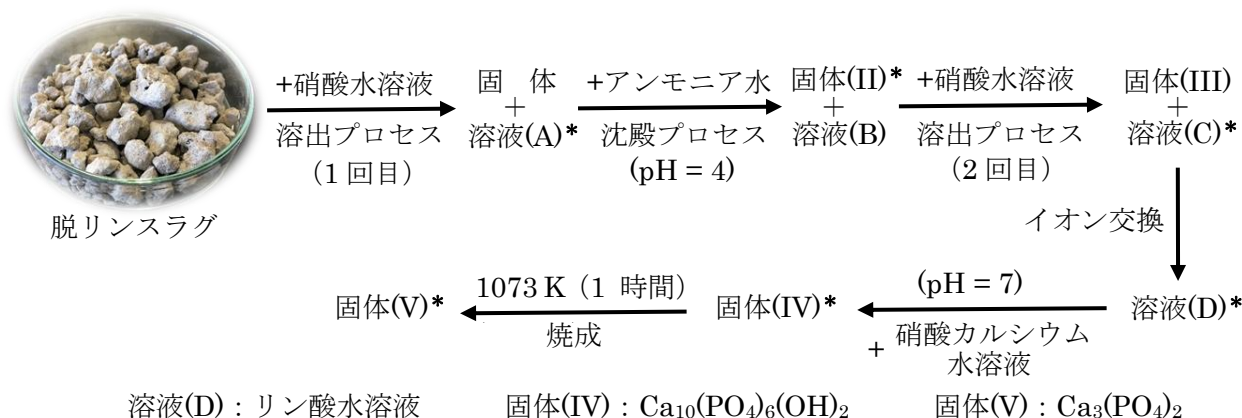 +硝酸水溶液
溶出プロセス
(1回目)
固 体
+
溶液(A)*
+アンモニア水
沈殿プロセス
(pH = 4)
固体(II)*
+
溶液(B)
+硝酸水溶液
溶出プロセス
(2回目)
固体(III)
+
溶液(C)*
脱リンスラグ
イオン交換
固体(V)*
1073 K(1 時間)
焼成
固体(IV)*
(pH = 7)
+ 硝酸カルシウム
水溶液
溶液(D)*
溶液(D):リン酸水溶液 固体(IV):Ca₁₀(PO₄)₆(OH)₂ 固体(V):Ca₃(PO₄)₂